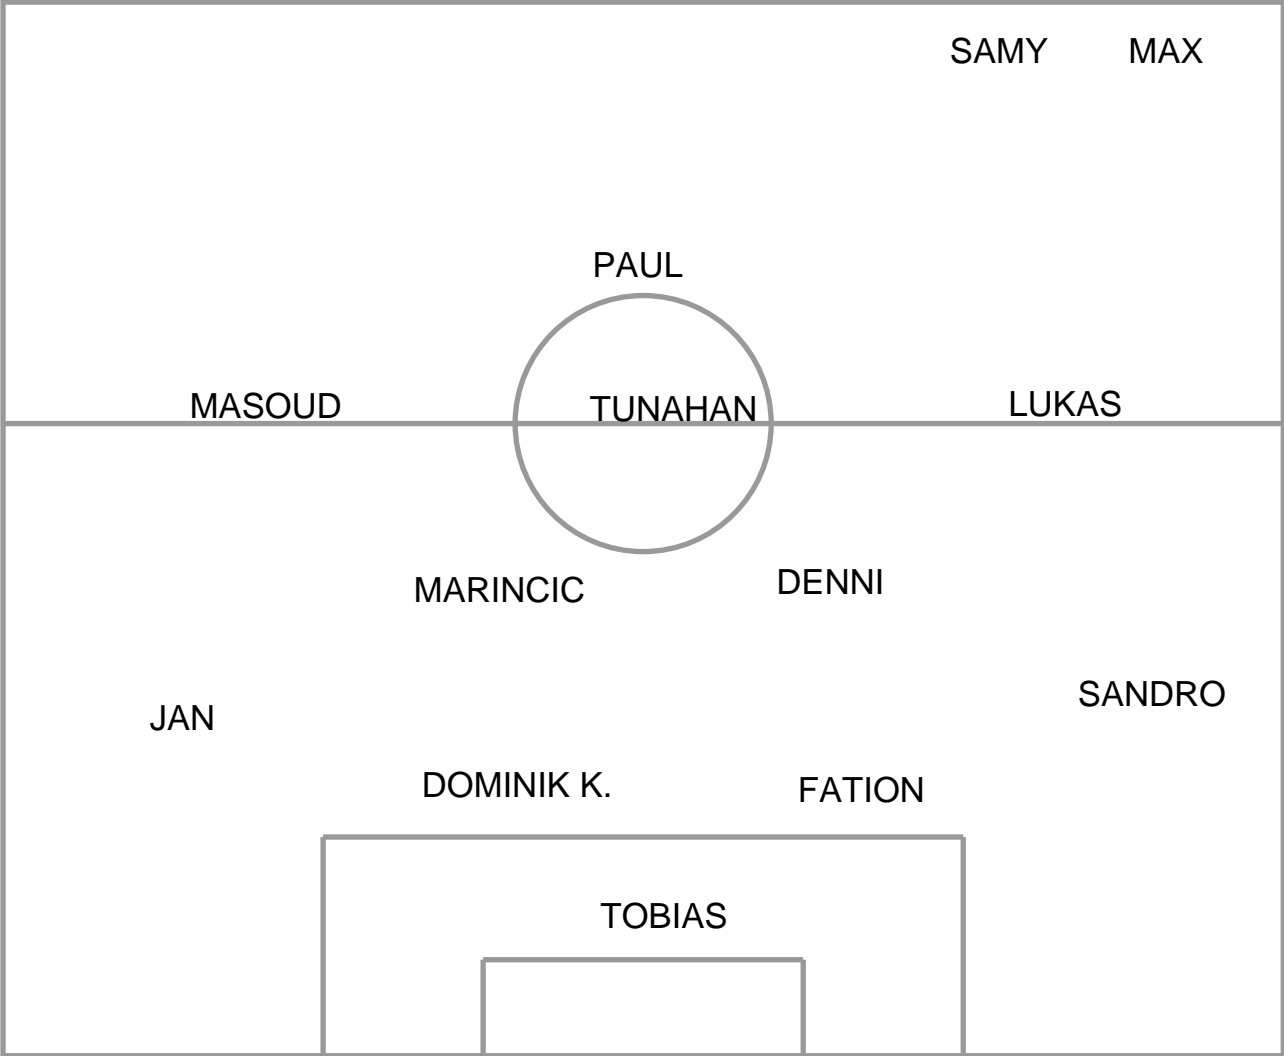 SAMY MAX
PAUL
MASOUD TUNAHAN LUKAS
MARINCIC DENNI
JAN SANDRO
DOMINIK K. FATION
TOBIAS